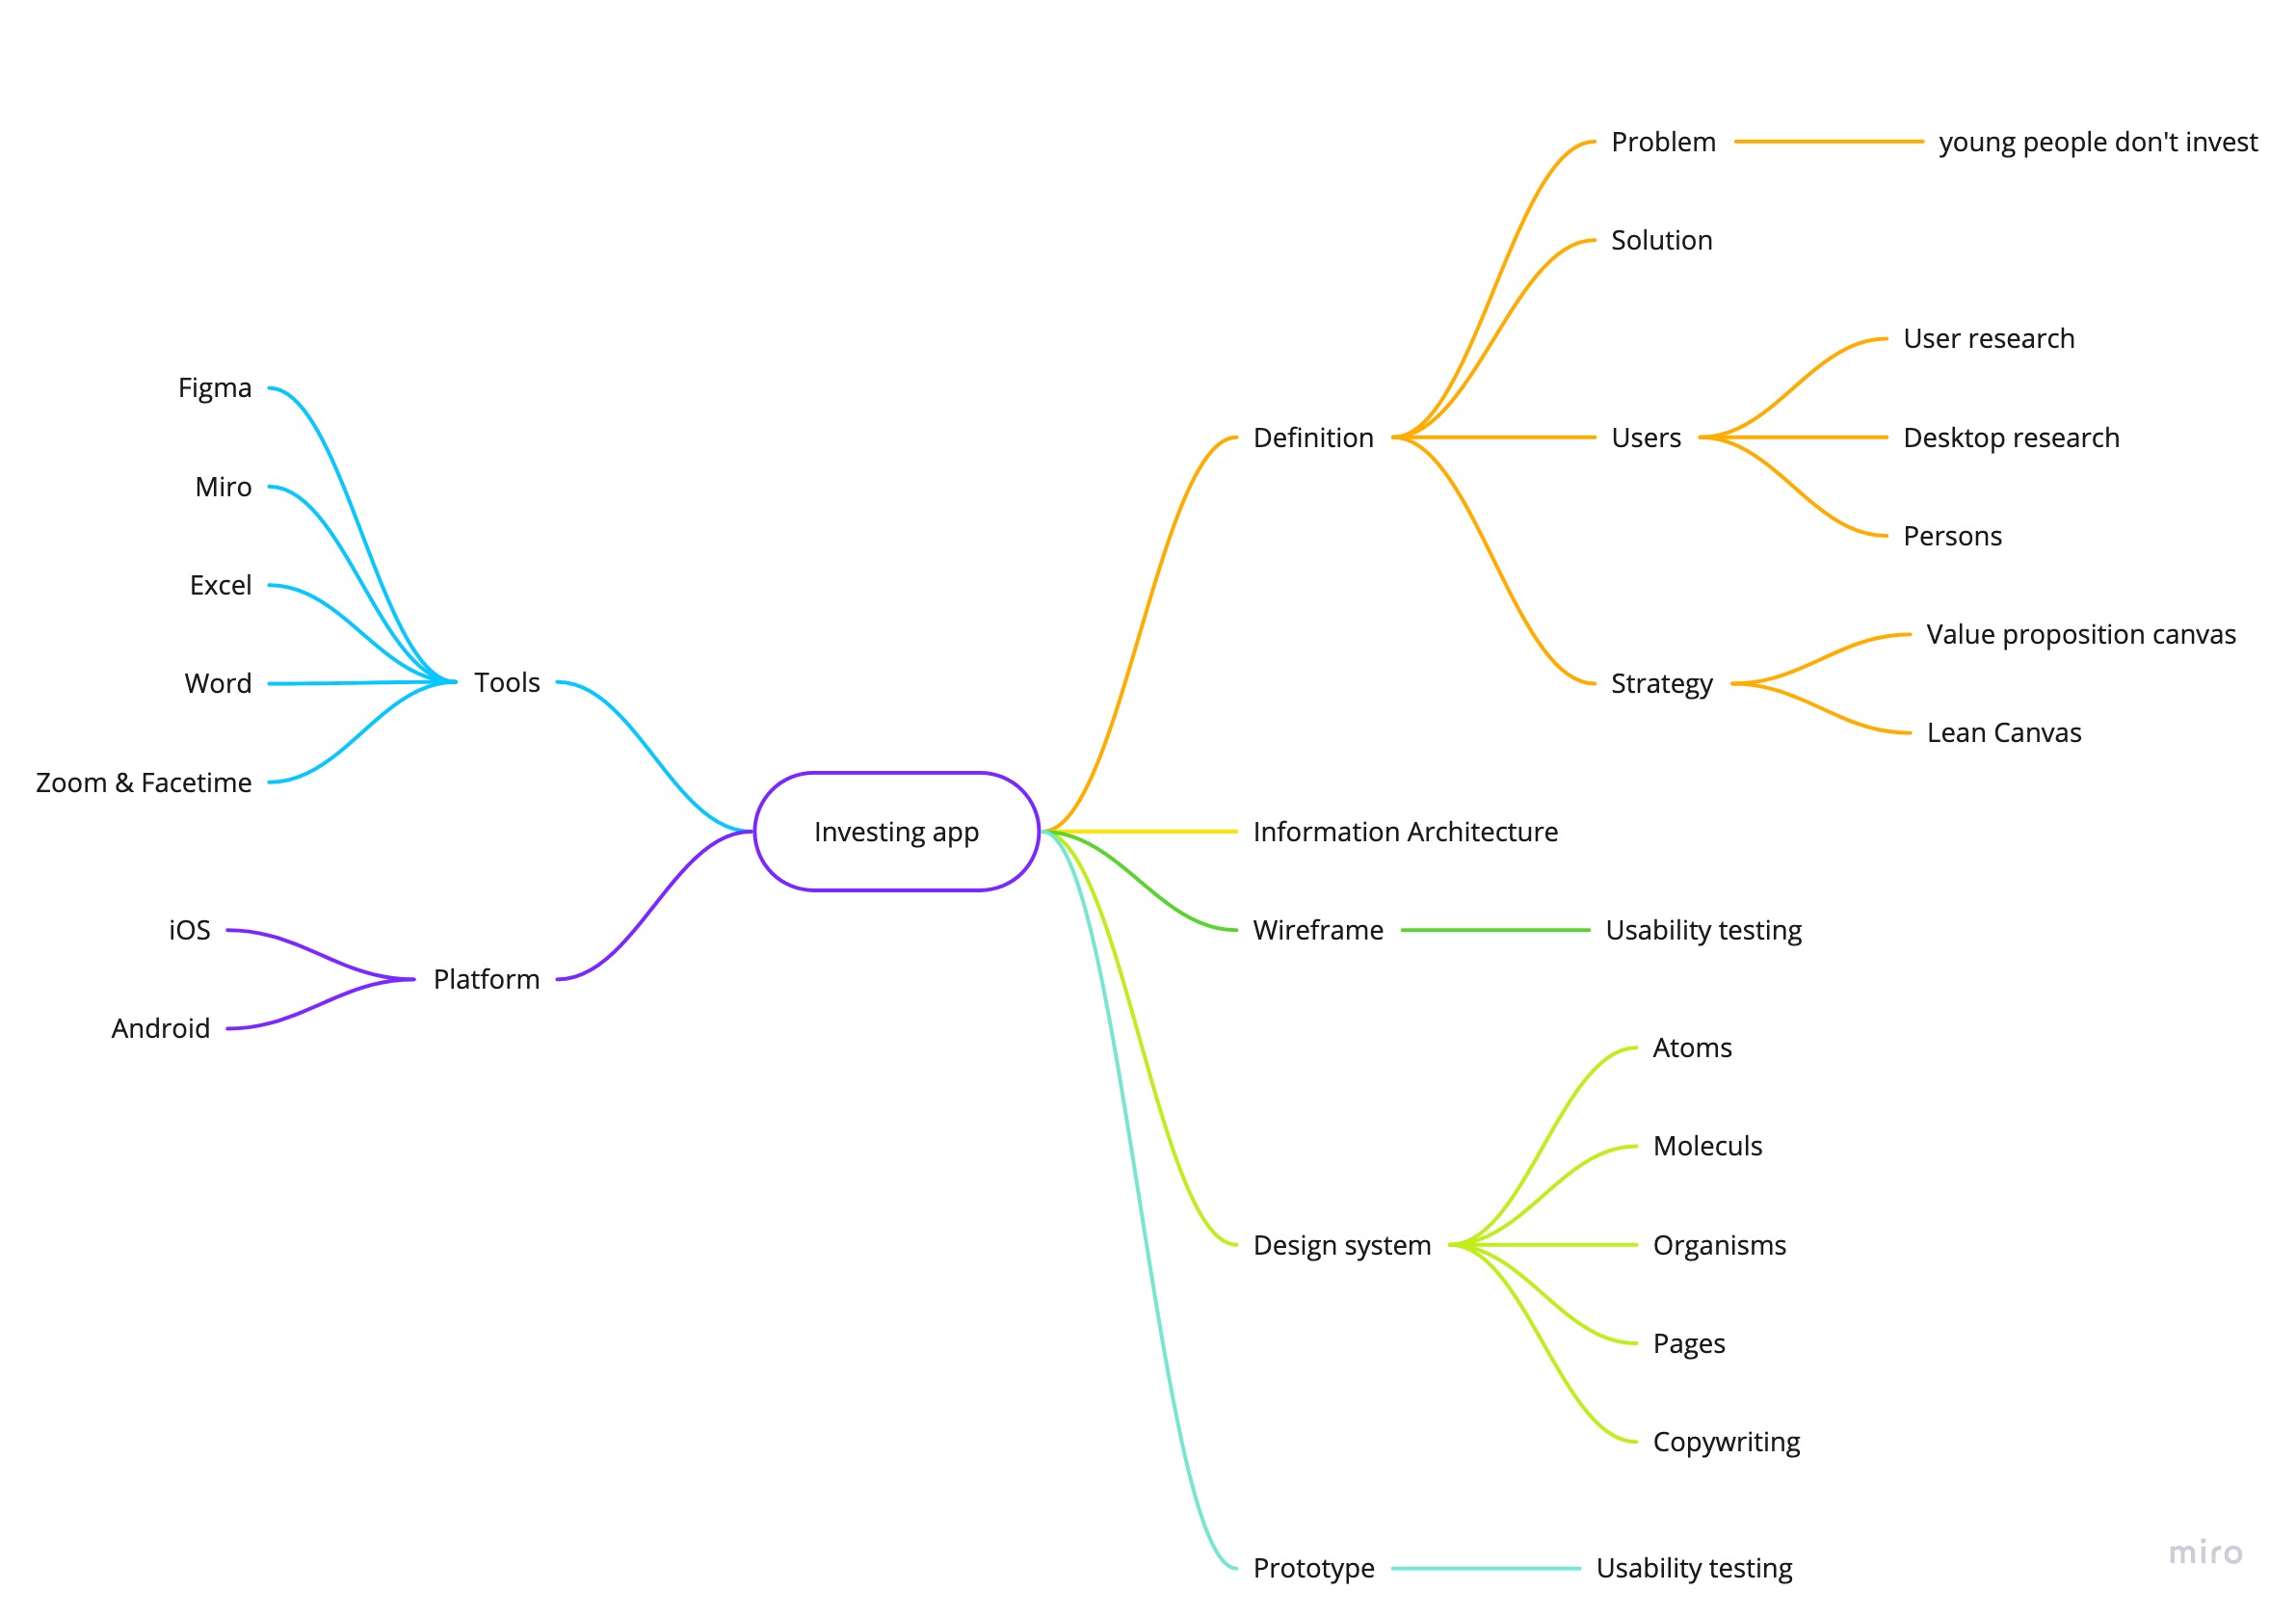 Investing app
Tools
Figma
Miro
Excel
Word
Zoom & Facetime
Platform
iOS
Android
Definition
Problem
young people don't invest
Solution
Users
User research
Desktop research
Persons
Strategy
Value proposition canvas
Lean Canvas
Information Architecture
Wireframe
Usability testing
Design system
Atoms
Moleculs
Organisms
Pages
Copywriting
Prototype
Usability testing
miro